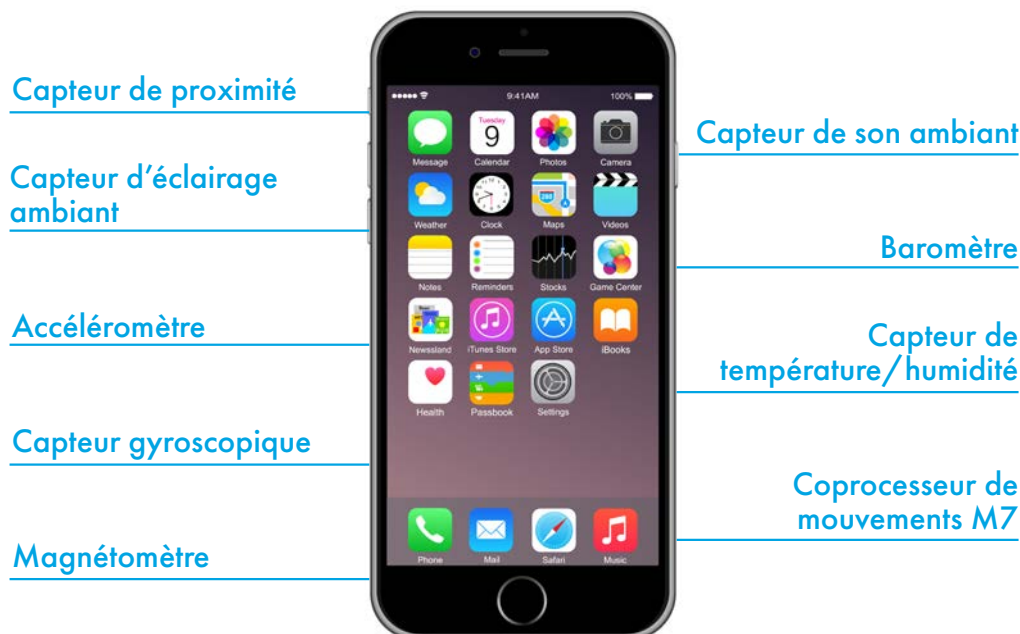 Capteur de proximité
Capteur d'éclairage
ambiant
Accéléromètre
Capteur gyroscopique
Magnétomètre
9:41AM
100%
Tuesday
9
Message
Calendar
Photos
Camera
280
Weather
Clock
Maps
Videos
Notes
Reminders
Stocks
Game Center
Newssland
iTunes Store
App Store
iBooks
Health
Passbook
Settings
Phone
Mail
Safari
Music
Capteur de son ambiant
Baromètre
Capteur de
température/humidité
Coprocesseur de
mouvements M7